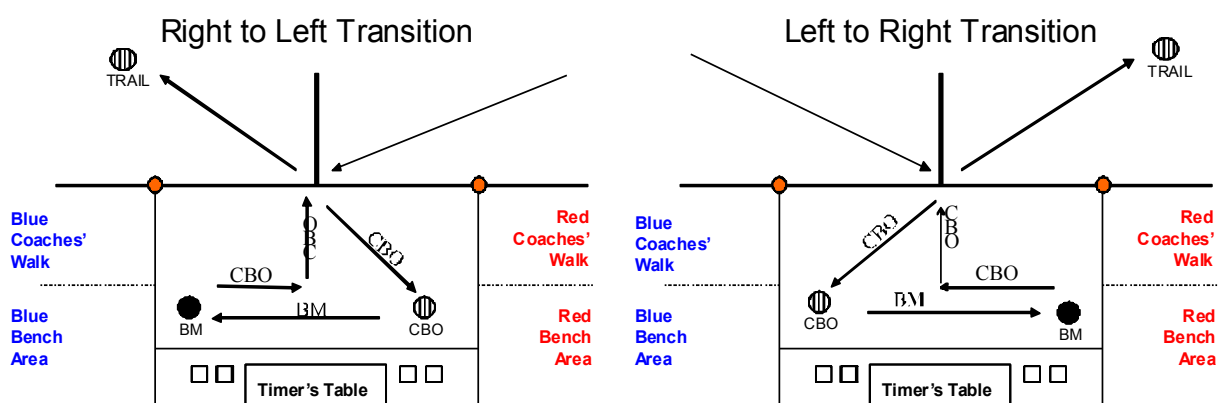 Right to Left Transition
TRAIL
Blue
Coaches'
Walk
CBO
CBO
Red
Coaches'
Walk
CBO
BM
BM
CBO
Blue
Bench
Area
Red
Bench
Area
Timer's Table
Left to Right Transition
TRAIL
Blue
Coaches'
Walk
CBO
CBO
Red
Coaches'
Walk
CBO
CBO
BM
BM
Blue
Bench
Area
Red
Bench
Area
Timer's Table